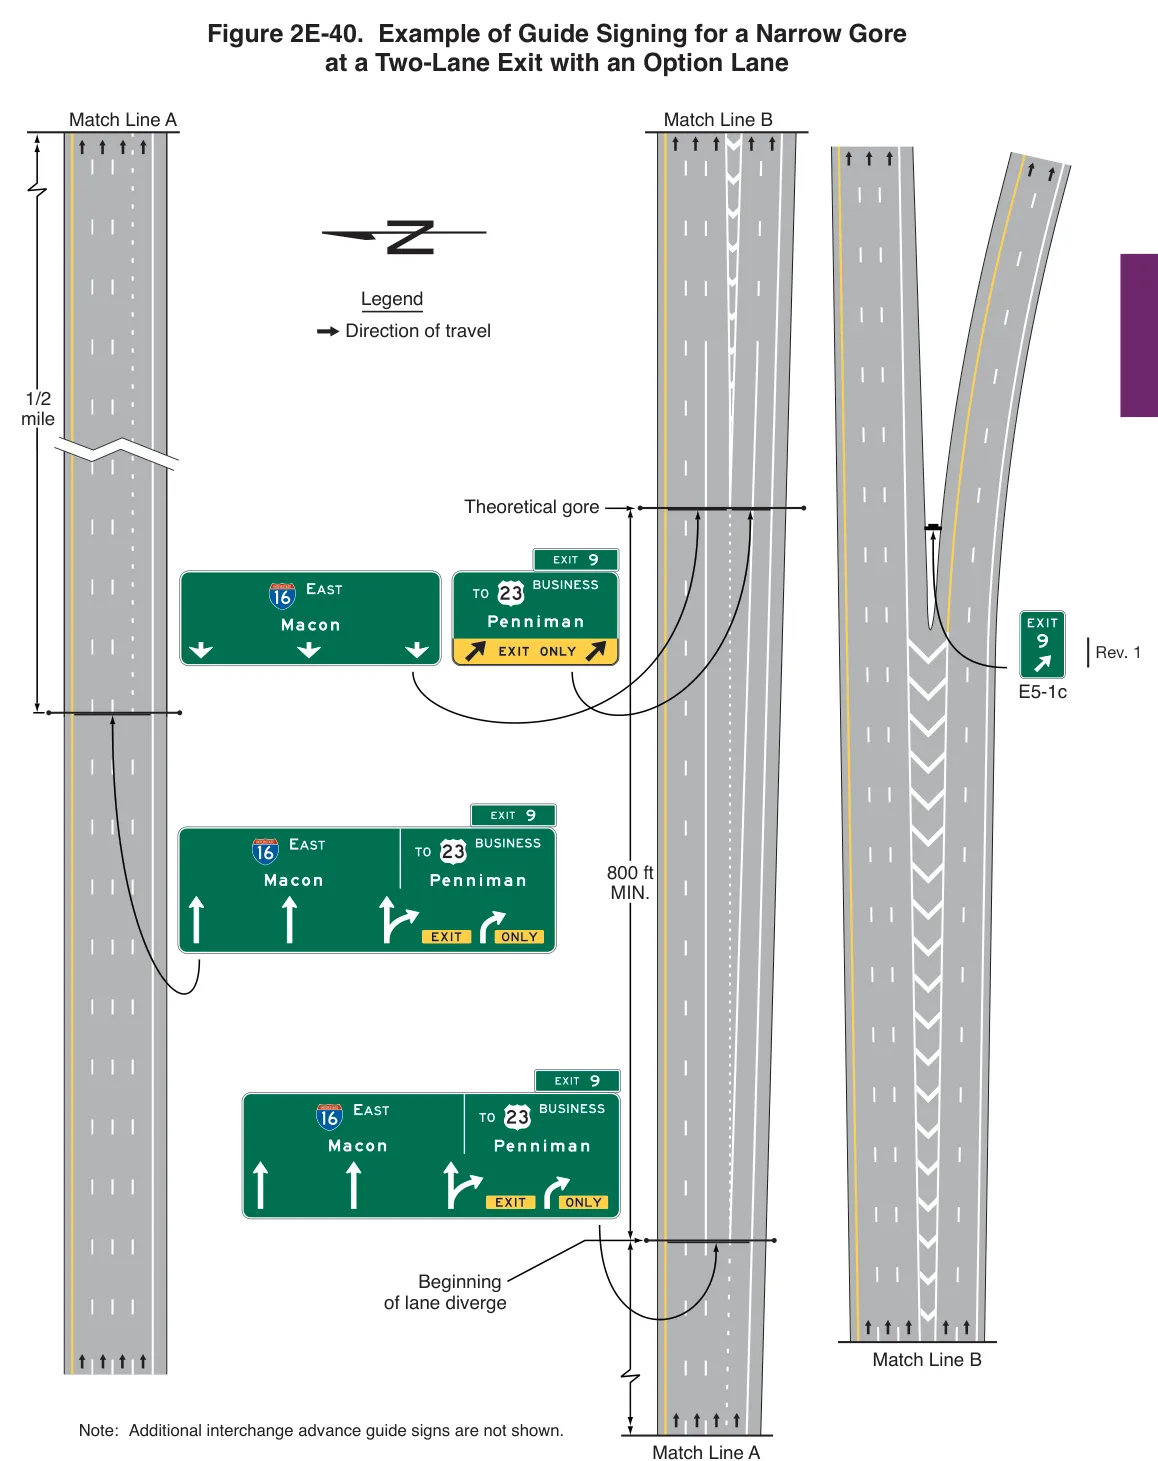 Figure 2E-40.  Example of Guide Signing for a Narrow Gore
at a Two-Lane Exit with an Option Lane
Match Line A
Match Line B
N
Legend
Direction of travel
1/2
mile
Theoretical gore
EXIT 9
16 EAST
Macon
TO 23 BUSINESS
Penniman
EXIT ONLY
EXIT
9
E5-1c
Rev. 1
EXIT 9
16 EAST
Macon
TO 23 BUSINESS
Penniman
EXIT ONLY
800 ft
MIN.
EXIT 9
16 EAST
Macon
TO 23 BUSINESS
Penniman
EXIT ONLY
Beginning
of lane diverge
Match Line B
Note:  Additional interchange advance guide signs are not shown.
Match Line A